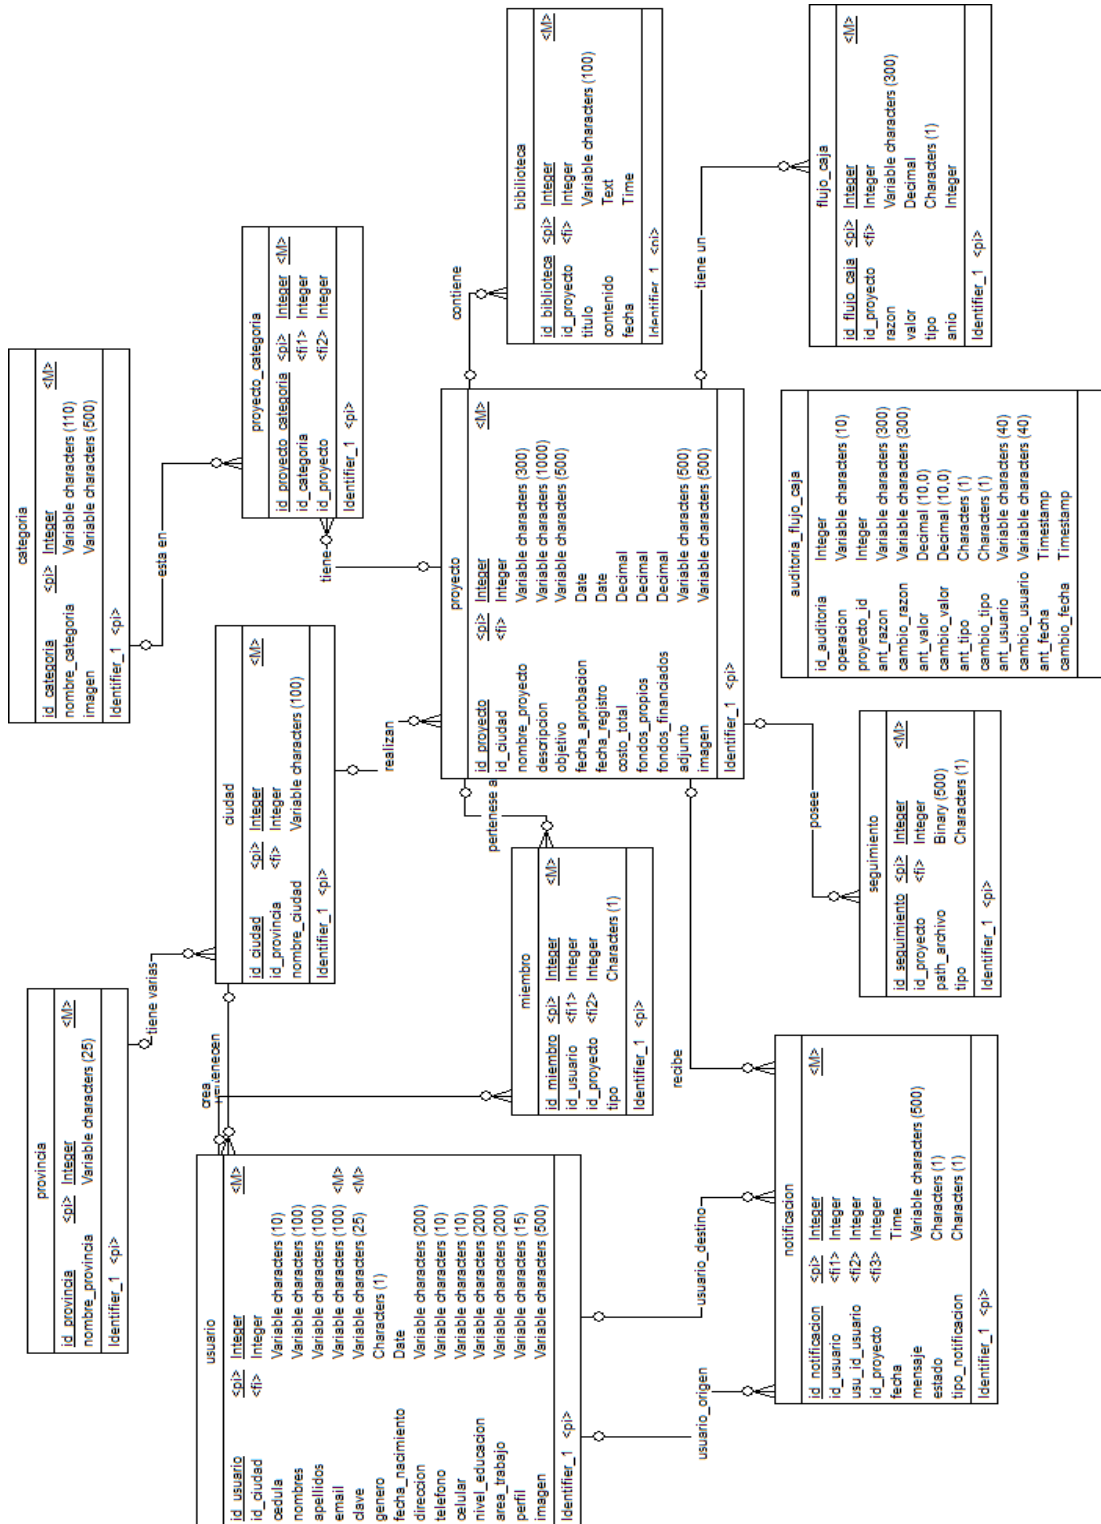 provincia
id_provincia <pi> Integer <M>
nombre_provincia Variable characters (25)
Identifier_1 <pi>
tiene varias
ciudad
id_ciudad <pi> Integer <M>
id_provincia <fi> Integer
nombre_ciudad Variable characters (100)
Identifier_1 <pi>
categoria
id_categoria <pi> Integer <M>
nombre_categoria Variable characters (110)
imagen Variable characters (500)
Identifier_1 <pi>
esta en
proyecto_categoria
id_proyecto_categoria <pi> Integer <M>
id_categoria <fi1> Integer
id_proyecto <fi2> Integer
Identifier_1 <pi>
tiene
realizan
crea
usuario
id_usuario <pi> Integer <M>
id_ciudad <fi> Integer
cedula Variable characters (10)
nombres Variable characters (100)
apellidos Variable characters (100)
email Variable characters (100) <M>
clave Variable characters (25) <M>
genero Characters (1)
fecha_nacimiento Date
direccion Variable characters (200)
telefono Variable characters (10)
celular Variable characters (10)
nivel_educacion Variable characters (200)
area_trabajo Variable characters (200)
perfil Variable characters (15)
imagen Variable characters (500)
Identifier_1 <pi>
miembro
id_miembro <pi> Integer <M>
id_usuario <fi1> Integer
id_proyecto <fi2> Integer
tipo Characters (1)
Identifier_1 <pi>
pertenese a
proyecto
id_proyecto <pi> Integer <M>
id_ciudad <fi> Integer
nombre_proyecto Variable characters (300)
descripcion Variable characters (1000)
objetivo Variable characters (500)
fecha_aprobacion Date
fecha_registro Date
costo_total Decimal
fondos_propios Decimal
fondos_financiados Decimal
adjunto Variable characters (500)
imagen Variable characters (500)
Identifier_1 <pi>
contiene
bibilioteca
id_biblioteca <pi> Integer <M>
id_proyecto <fi> Integer
titulo Variable characters (100)
contenido Text
fecha Time
Identifier_1 <ni>
recibe
usuario_origen
usuario_destino
posee
tiene un
notificacion
id_notificacion <pi> Integer <M>
id_usuario <fi1> Integer
usu_id_usuario <fi2> Integer
id_proyecto <fi3> Integer
fecha Time
mensaje Variable characters (500)
estado Characters (1)
tipo_notificacion Characters (1)
Identifier_1 <pi>
seguimiento
id_seguimiento <pi> Integer <M>
id_proyecto <fi> Integer
path_archivo Binary (500)
tipo Characters (1)
Identifier_1 <pi>
auditoria_flujo_caja
id_auditoria Integer
operacion Variable characters (10)
proyecto_id Integer
ant_razon Variable characters (300)
cambio_razon Variable characters (300)
ant_valor Decimal (10,0)
cambio_valor Decimal (10,0)
ant_tipo Characters (1)
cambio_tipo Characters (1)
ant_usuario Variable characters (40)
cambio_usuario Variable characters (40)
ant_fecha Timestamp
cambio_fecha Timestamp
flujo_caja
id_flujo_caja <pi> Integer <M>
id_proyecto <fi> Integer
razon Variable characters (300)
valor Decimal
tipo Characters (1)
anio Integer
Identifier_1 <pi>